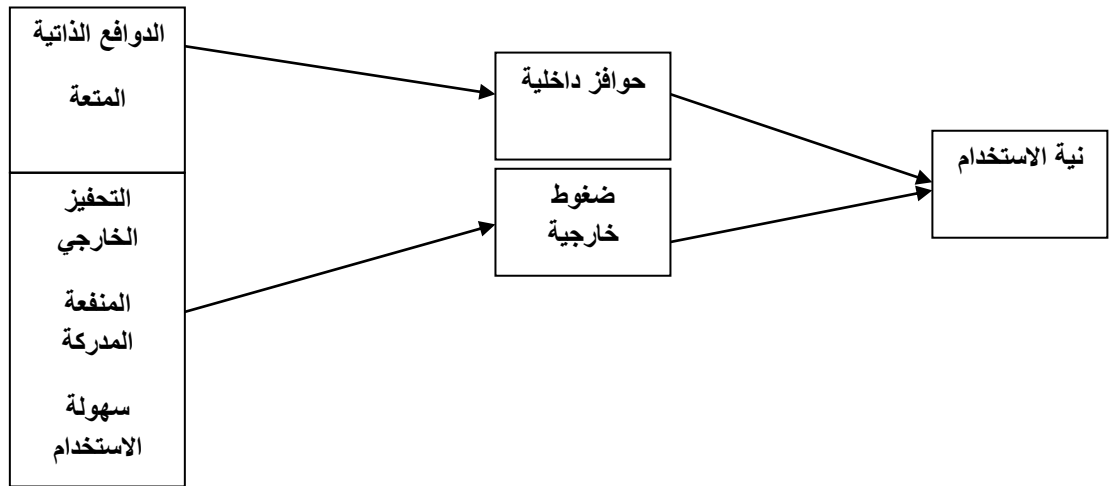 الدوافع الذاتية
المتعة
التحفيز
الخارجي
المنفعة
المدركة
سهولة
الاستخدام
حوافز داخلية
ضغوط
خارجية
نية الاستخدام